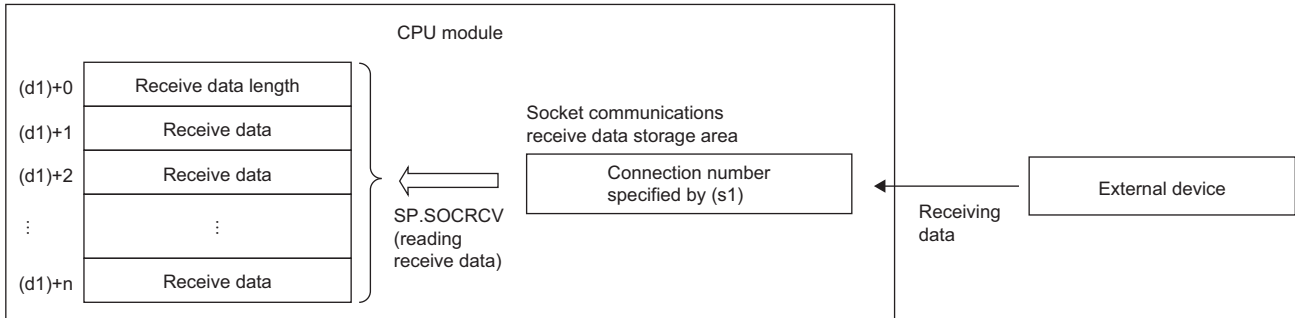 CPU module
(d1)+0
Receive data length
(d1)+1
Receive data
(d1)+2
Receive data
⋮
⋮
(d1)+n
Receive data
SP.SOCRCV
(reading
receive data)
Socket communications
receive data storage area
Connection number
specified by (s1)
Receiving
data
External device